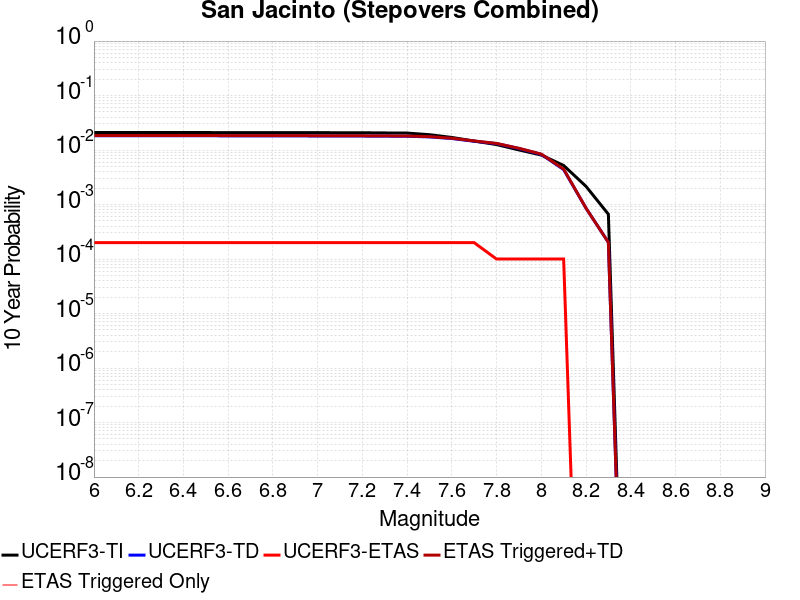 San Jacinto (Stepovers Combined)
10^0
10^-1
10^-2
10^-3
10^-4
10^-5
10^-6
10^-7
10^-8
10 Year Probability
6 6.2 6.4 6.6 6.8 7 7.2 7.4 7.6 7.8 8 8.2 8.4 8.6 8.8 9
Magnitude
UCERF3-TI UCERF3-TD UCERF3-ETAS ETAS Triggered+TD
ETAS Triggered Only